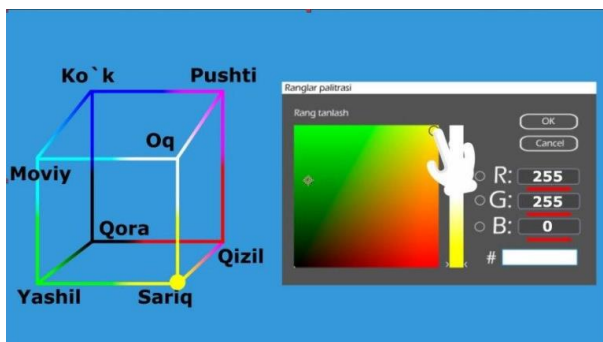 Ko`k
Pushti
Oq
Moviy
Qora
Qizil
Yashil
Sariq
Ranglar palitrasi
Rang tanlash
OK
Cancel
R: 255
G: 255
B: 0
#